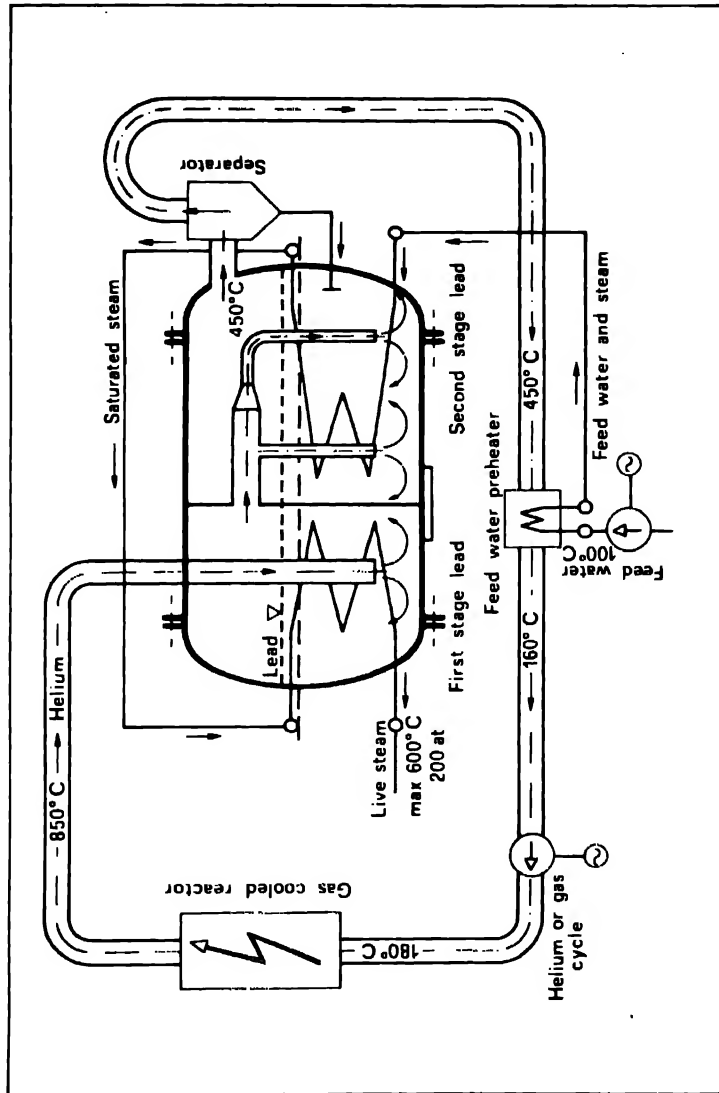 850°C
Helium
Gas cooled reactor
180°C
Saturated steam
Separator
450°C
Lead
First stage lead
Second stage lead
Live steam
max 600°C
200 at
Feed water preheater
450°C
Feed water and steam
160°C
Feed water
100°C
Helium or gas
cycle